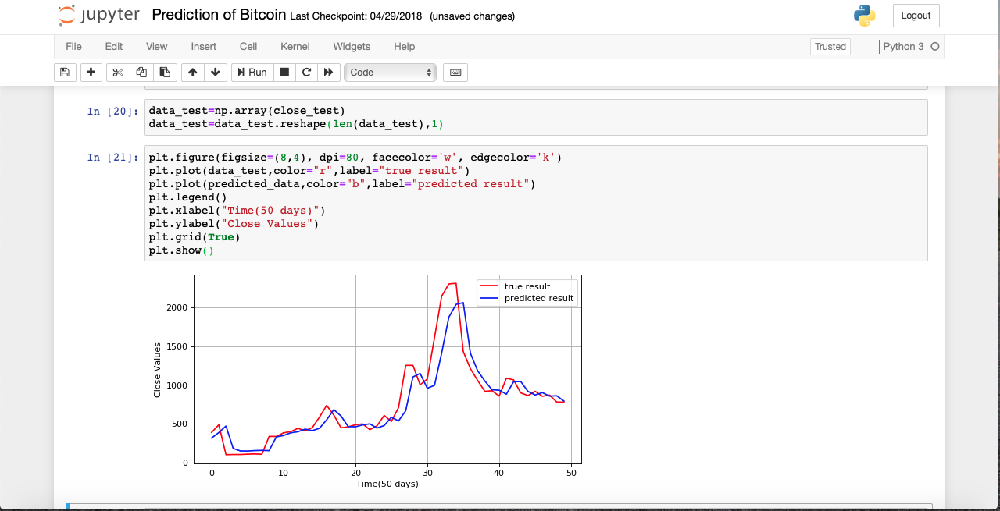 jupyter Prediction of Bitcoin Last Checkpoint: 04/29/2018 (unsaved changes)
Logout
File Edit View Insert Cell Kernel Widgets Help
Trusted
Python 3
Run
Code
In [20]:
data_test=np.array(close_test)
data_test=data_test.reshape(len(data_test),1)
In [21]:
plt.figure(figsize=(8,4), dpi=80, facecolor='w', edgecolor='k')
plt.plot(data_test,color="r",label="true result")
plt.plot(predicted_data,color="b",label="predicted result")
plt.legend()
plt.xlabel("Time(50 days)")
plt.ylabel("Close Values")
plt.grid(True)
plt.show()
true result
predicted result
2000
1500
1000
500
0
Close Values
0 10 20 30 40 50
Time(50 days)